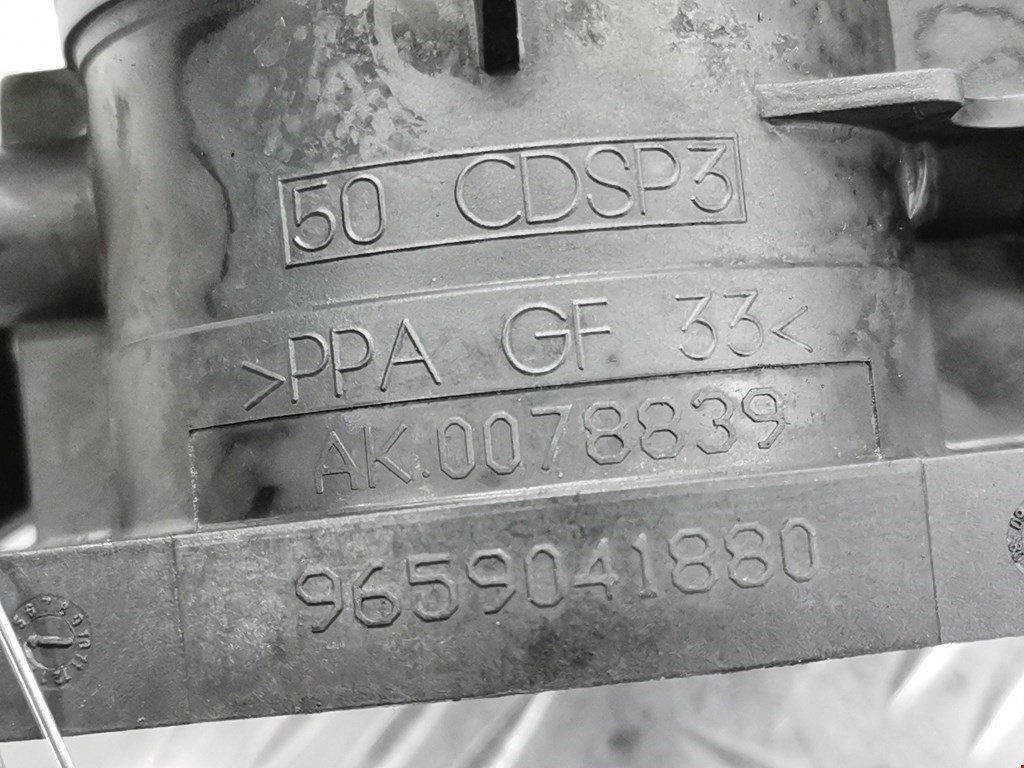 50 CDSP3
>PPA GF 33<
AK.0078839
9659041880